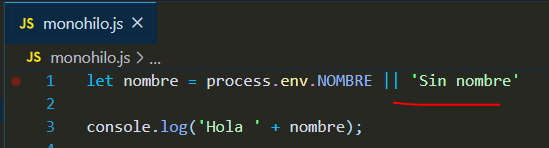 JS monohilo.js ×
JS monohilo.js > ...
1 let nombre = process.env.NOMBRE || 'Sin nombre'
2
3 console.log('Hola ' + nombre);